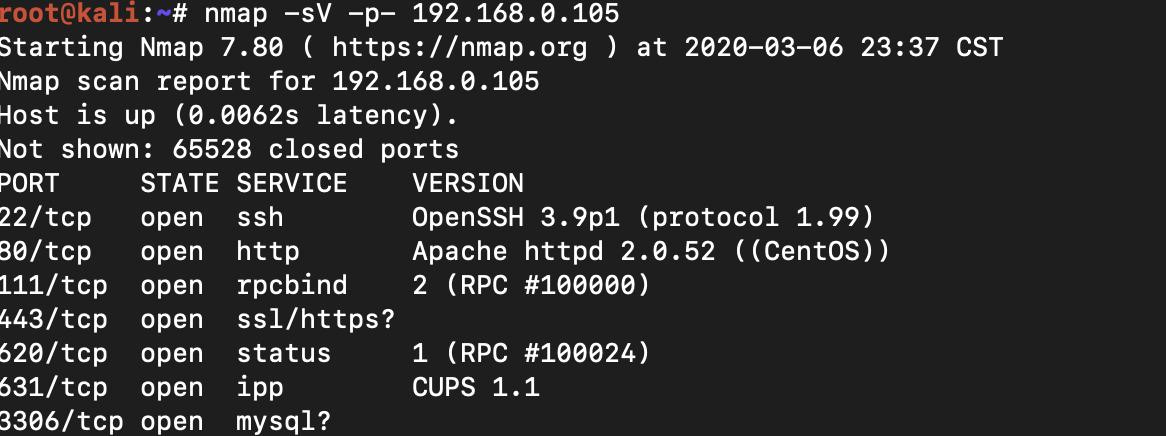 root@kali:~# nmap -sV -p- 192.168.0.105
Starting Nmap 7.80 ( https://nmap.org ) at 2020-03-06 23:37 CST
Nmap scan report for 192.168.0.105
Host is up (0.0062s latency).
Not shown: 65528 closed ports
PORT     STATE SERVICE    VERSION
22/tcp   open  ssh        OpenSSH 3.9p1 (protocol 1.99)
80/tcp   open  http       Apache httpd 2.0.52 ((CentOS))
111/tcp  open  rpcbind    2 (RPC #100000)
443/tcp  open  ssl/https?
620/tcp  open  status     1 (RPC #100024)
631/tcp  open  ipp        CUPS 1.1
3306/tcp open  mysql?